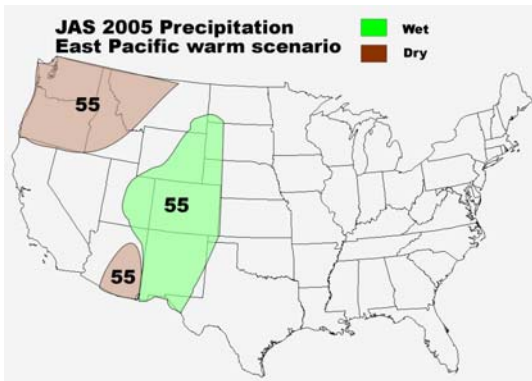 JAS 2005 Precipitation
East Pacific warm scenario
Wet
Dry
55
55
55